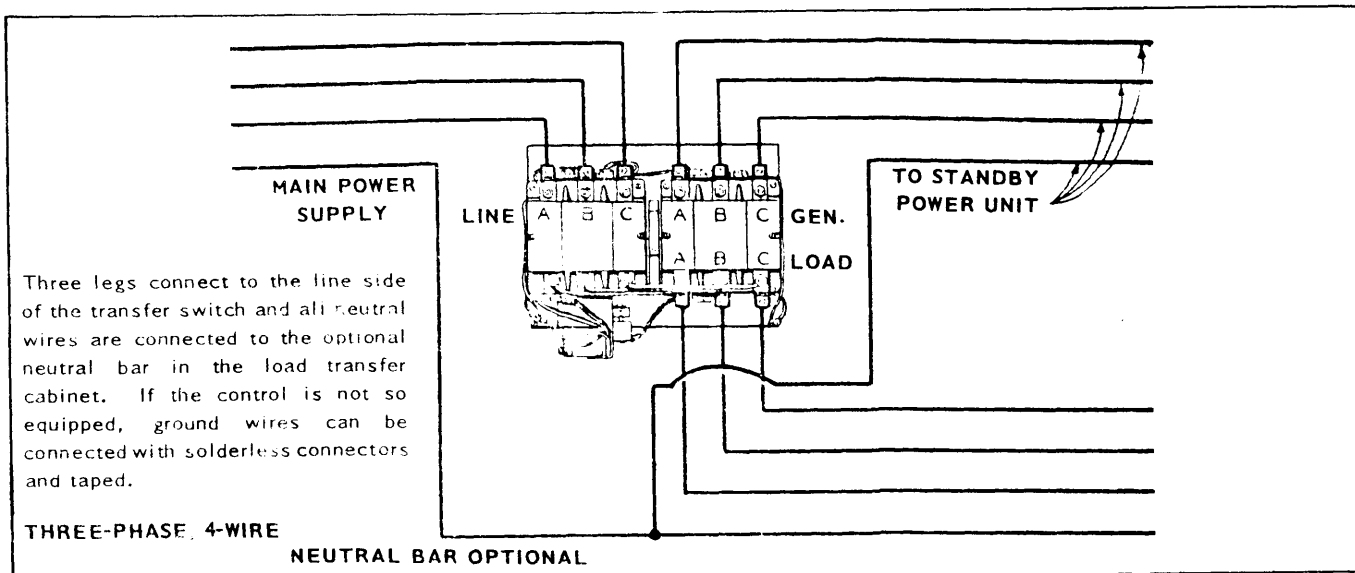 MAIN POWER
SUPPLY
LINE
A B C
A B C
GEN.
A B C
LOAD
TO STANDBY
POWER UNIT
Three legs connect to the line side
of the transfer switch and all neutral
wires are connected to the optional
neutral bar in the load transfer
cabinet. If the control is not so
equipped, ground wires can be
connected with solderless connectors
and taped.
THREE-PHASE, 4-WIRE
NEUTRAL BAR OPTIONAL